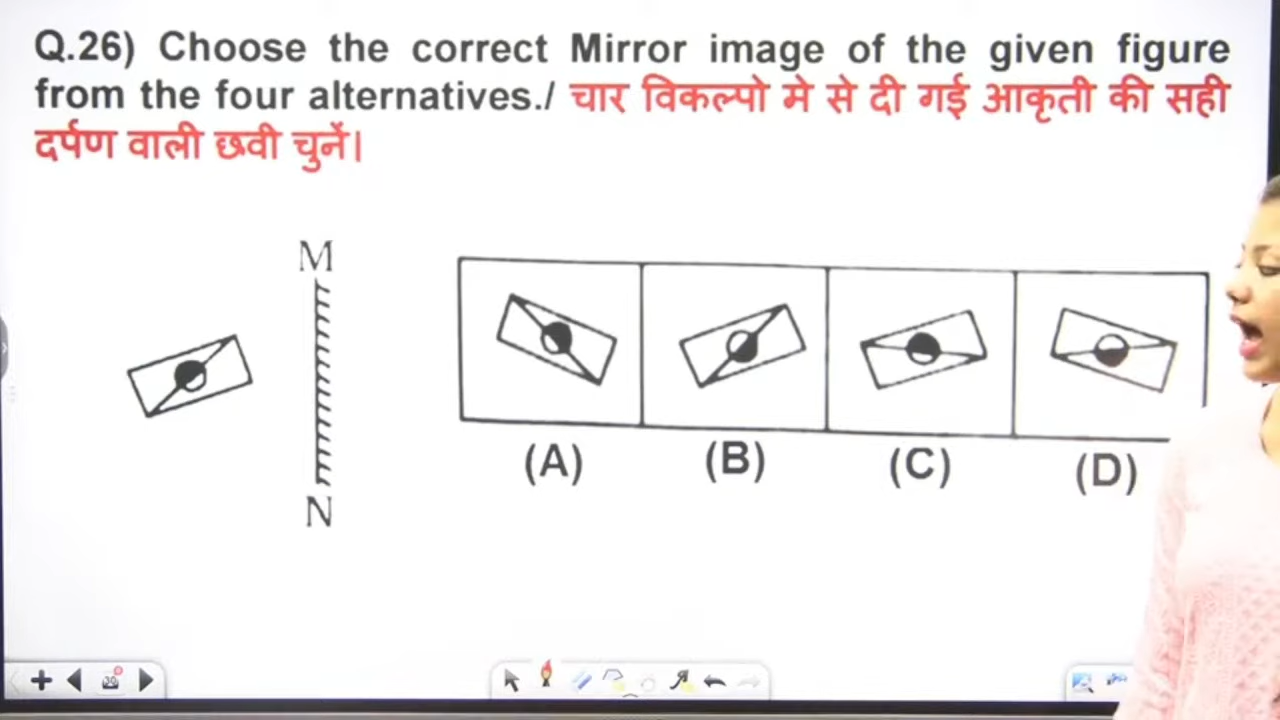 Q.26) Choose the correct Mirror image of the given figure
from the four alternatives./ चार विकल्पो मे से दी गई आकृती की सही
दर्पण वाली छवी चुनें।
M
N
(A) (B) (C) (D)